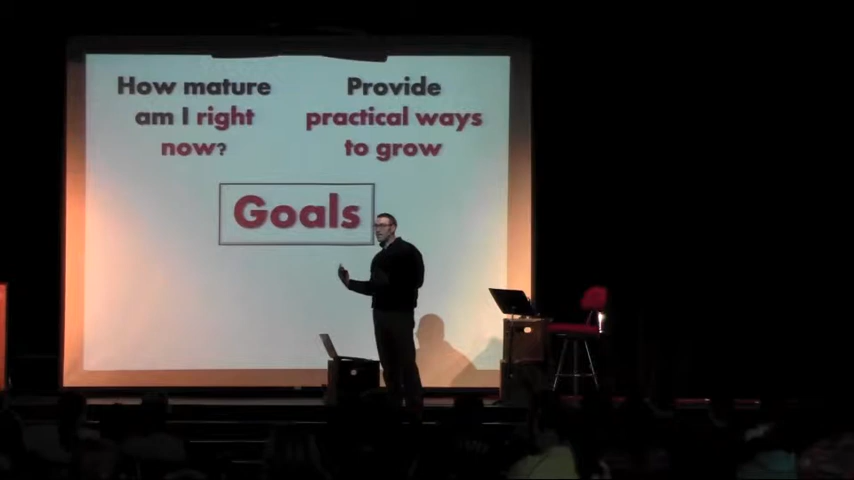 How mature
am I right
now?
Provide
practical ways
to grow
Goals